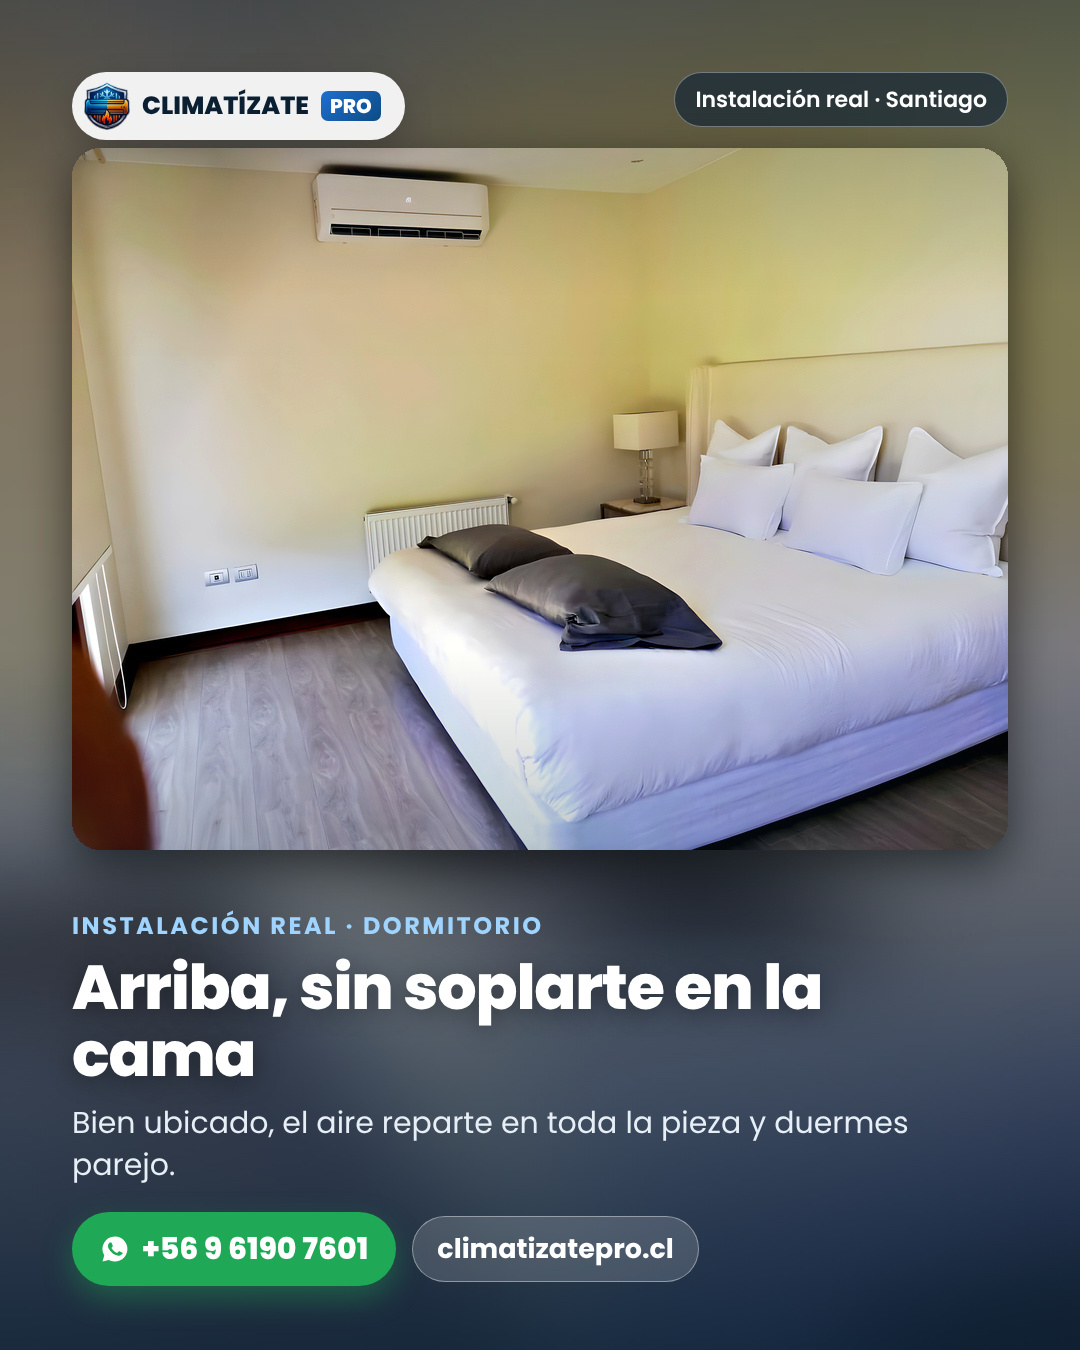 CLIMATÍZATE PRO
Instalación real · Santiago
INSTALACIÓN REAL · DORMITORIO
Arriba, sin soplarte en la
cama
Bien ubicado, el aire reparte en toda la pieza y duermes
parejo.
+56 9 6190 7601
climatizatepro.cl